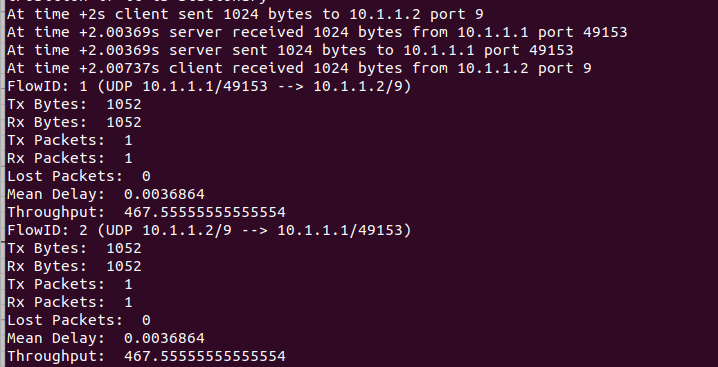 At time +2s client sent 1024 bytes to 10.1.1.2 port 9
At time +2.00369s server received 1024 bytes from 10.1.1.1 port 49153
At time +2.00369s server sent 1024 bytes to 10.1.1.1 port 49153
At time +2.00737s client received 1024 bytes from 10.1.1.2 port 9
FlowID: 1 (UDP 10.1.1.1/49153 --> 10.1.1.2/9)
Tx Bytes:  1052
Rx Bytes:  1052
Tx Packets:  1
Rx Packets:  1
Lost Packets:  0
Mean Delay:  0.0036864
Throughput:  467.55555555555554
FlowID: 2 (UDP 10.1.1.2/9 --> 10.1.1.1/49153)
Tx Bytes:  1052
Rx Bytes:  1052
Tx Packets:  1
Rx Packets:  1
Lost Packets:  0
Mean Delay:  0.0036864
Throughput:  467.55555555555554